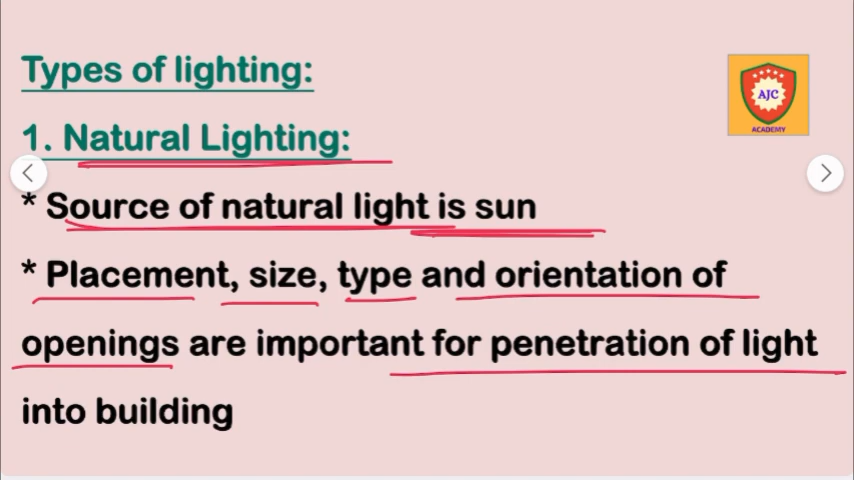 Types of lighting:
AJC
ACADEMY
1. Natural Lighting:
* Source of natural light is sun
* Placement, size, type and orientation of
openings are important for penetration of light
into building